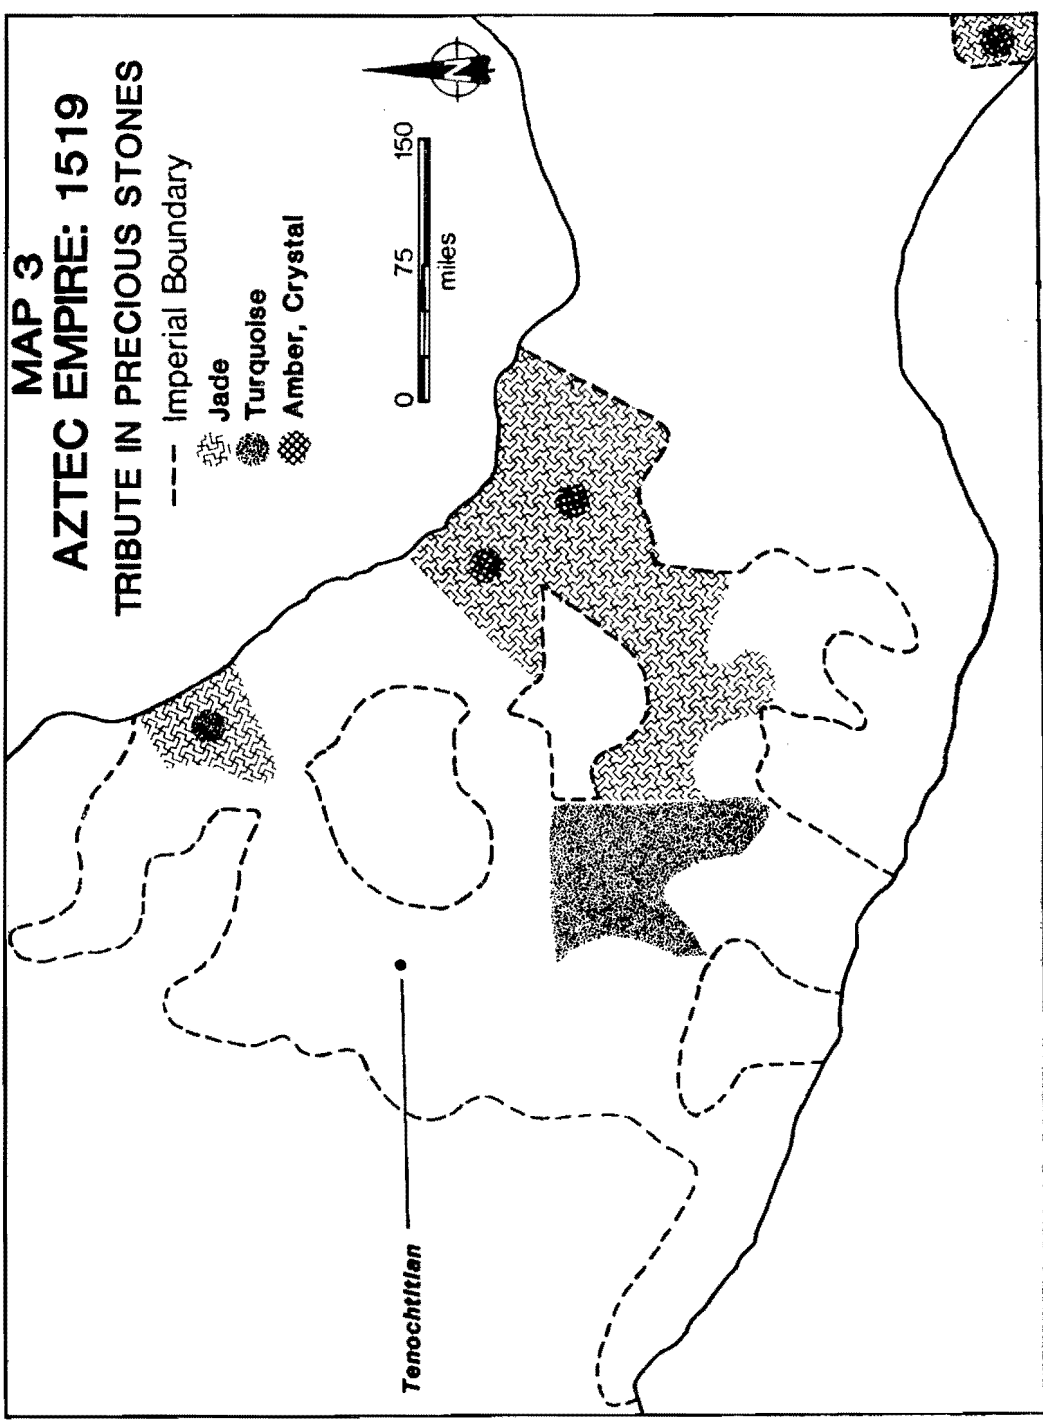 MAP 3
AZTEC EMPIRE: 1519
TRIBUTE IN PRECIOUS STONES
Imperial Boundary
Jade
Turquoise
Amber, Crystal
N
0 75 150
miles
Tenochtitlan